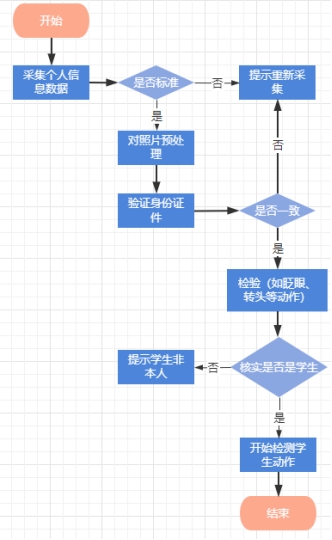 开始
采集个人信
息数据
是否标准
否
提示重新采
集
是
对照片预处
理
否
验证身份证
件
是否一致
是
检验（如眨眼、
转头等动作）
提示学生非
本人
否
核实是否是学生
是
开始检测学
生动作
结束